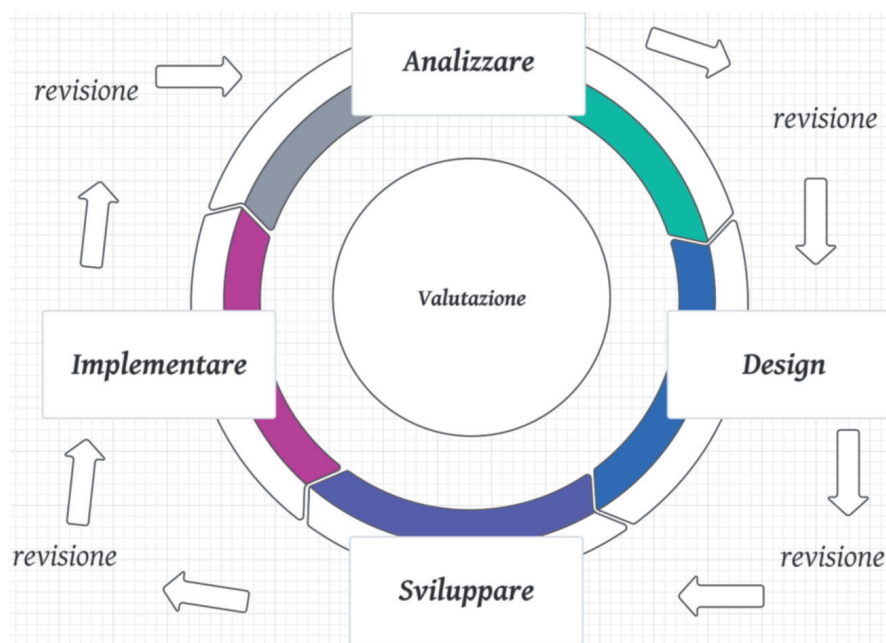 Analizzare
revisione
revisione
Valutazione
Implementare
Design
revisione
revisione
Sviluppare